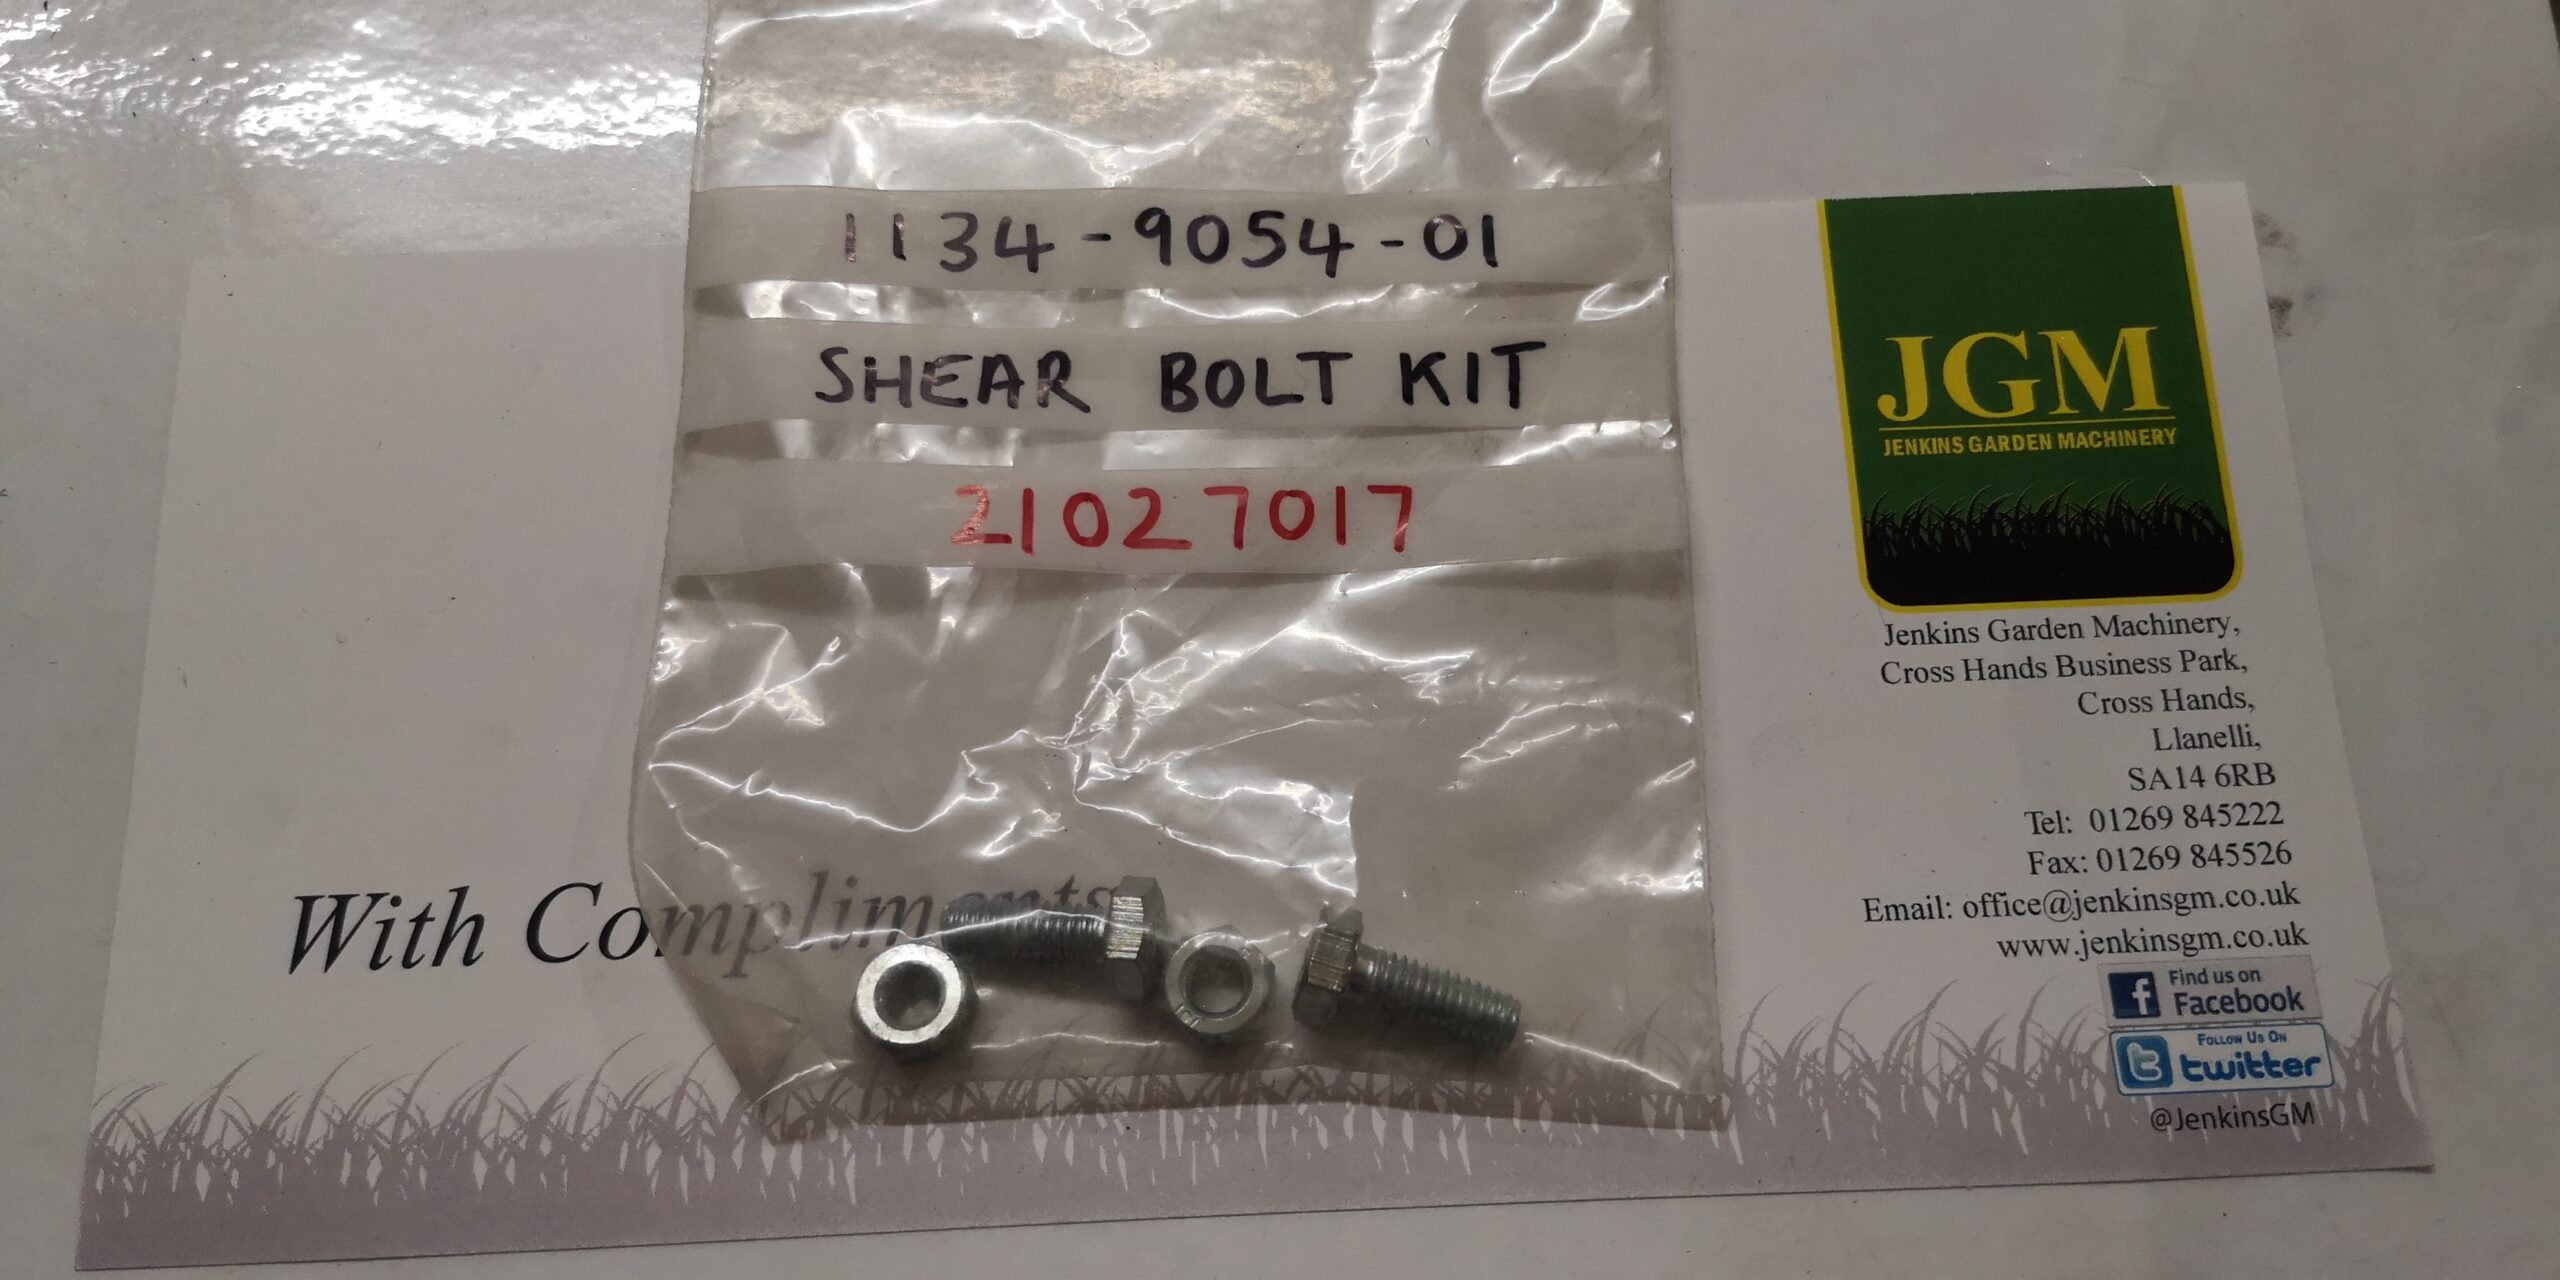 1134-9054-01
SHEAR BOLT KIT
21027017
With Compliments
JGM
JENKINS GARDEN MACHINERY
Jenkins Garden Machinery,
Cross Hands Business Park,
Cross Hands,
Llanelli,
SA14 6RB
Tel: 01269 845222
Fax: 01269 845526
Email: office@jenkinsgm.co.uk
www.jenkinsgm.co.uk
f
Find us on
Facebook
t
Follow Us On
twitter
@JenkinsGM